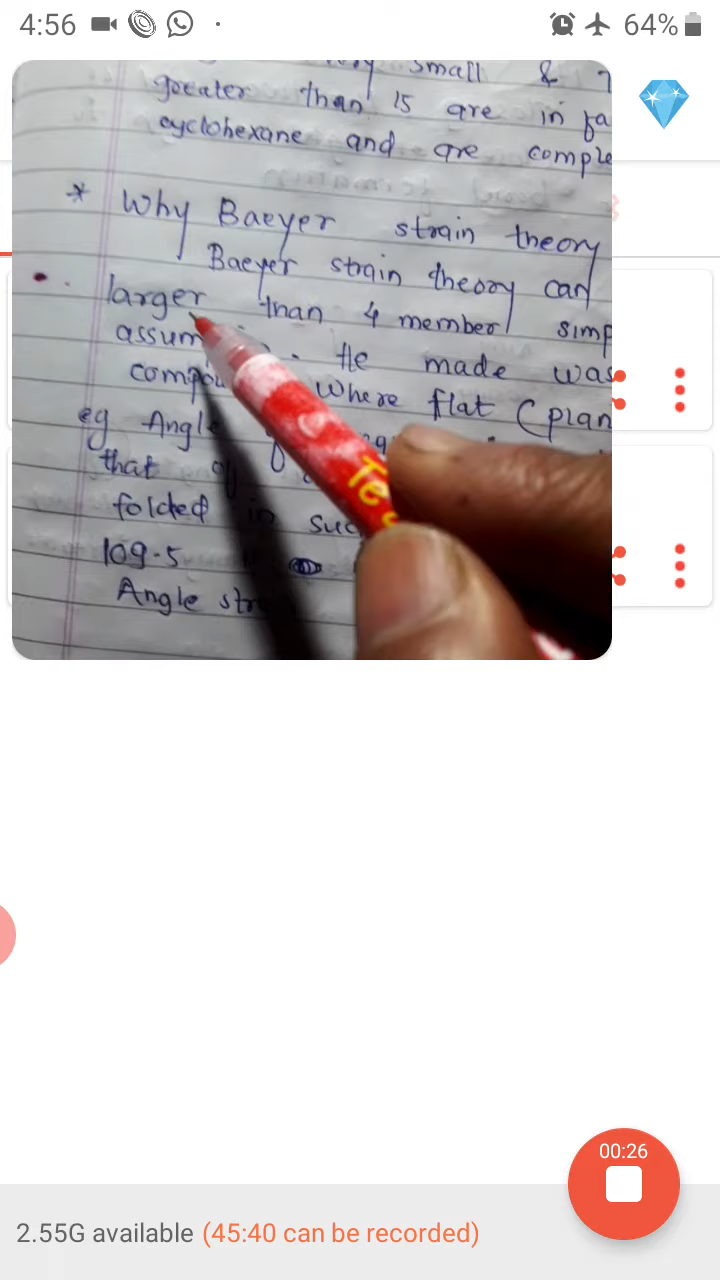 4:56 64%
small &
greater than 15 are in fa
cyclohexane and are comple
* Why Baeyer strain theory
Baeyer strain theory can
larger than 4 member simp
assum . He made was
compou where flat (plan
eg Angle
that of
folded in suc
109.5
Angle str
Te
00:26
2.55G available (45:40 can be recorded)